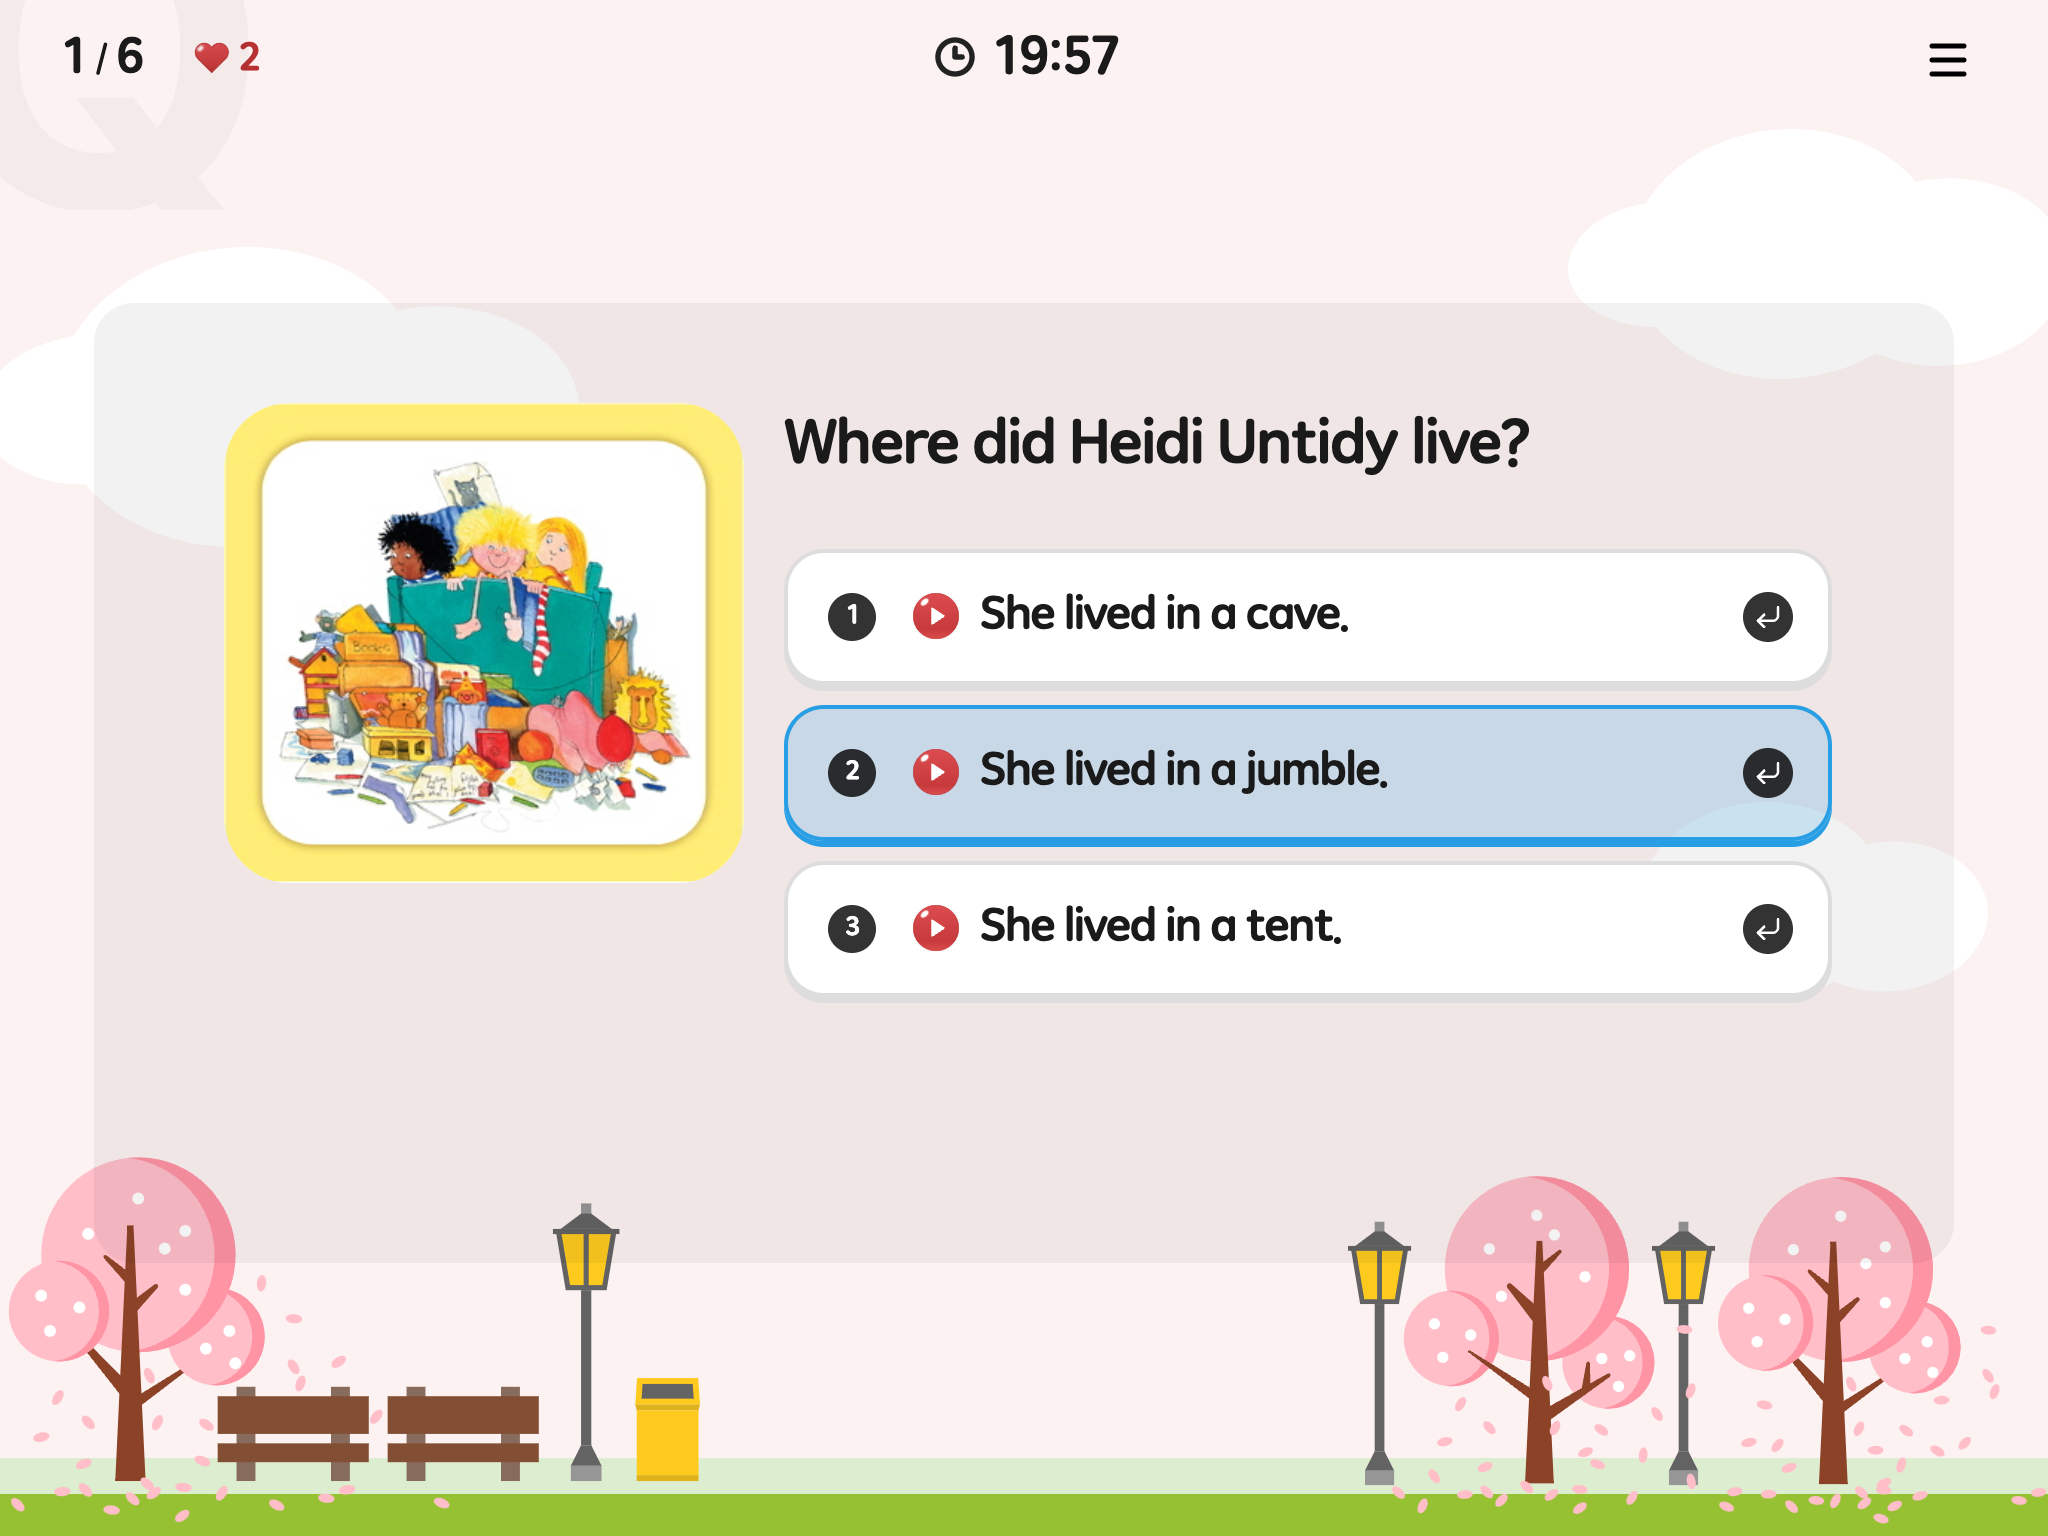 1 / 6
2
19:57
Where did Heidi Untidy live?
1 She lived in a cave.
2 She lived in a jumble.
3 She lived in a tent.
Books